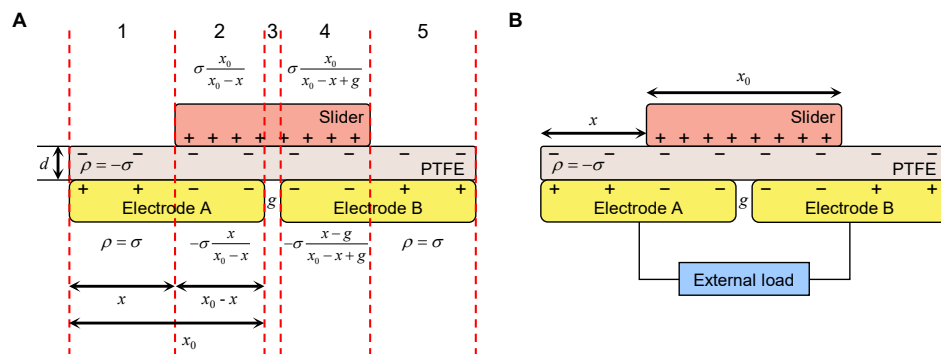 A
1 2 3 4 5
σ x₀/(x₀ − x) σ x₀/(x₀ − x + g)
Slider
+ + + + + + + +
d
− − − − − − − −
ρ = −σ
PTFE
+ + − − − − + +
Electrode A g Electrode B
ρ = σ −σ x/(x₀ − x) −σ (x − g)/(x₀ − x + g) ρ = σ
x x₀ - x
x₀
B
x₀
x
Slider
+ + + + + + + +
− − − − − − − −
ρ = −σ
PTFE
+ + − − − − + +
Electrode A g Electrode B
External load